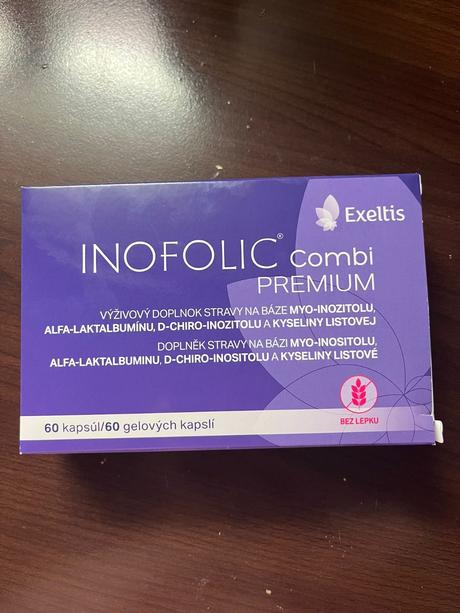 Exeltis
INOFOLIC® combi
PREMIUM
VÝŽIVOVÝ DOPLNOK STRAVY NA BÁZE MYO-INOZITOLU,
ALFA-LAKTALBUMÍNU, D-CHIRO-INOZITOLU A KYSELINY LISTOVEJ
DOPLNĚK STRAVY NA BÁZI MYO-INOSITOLU,
ALFA-LAKTALBUMINU, D-CHIRO-INOSITOLU A KYSELINY LISTOVÉ
60 kapsúl/60 gelových kapslí
BEZ LEPKU